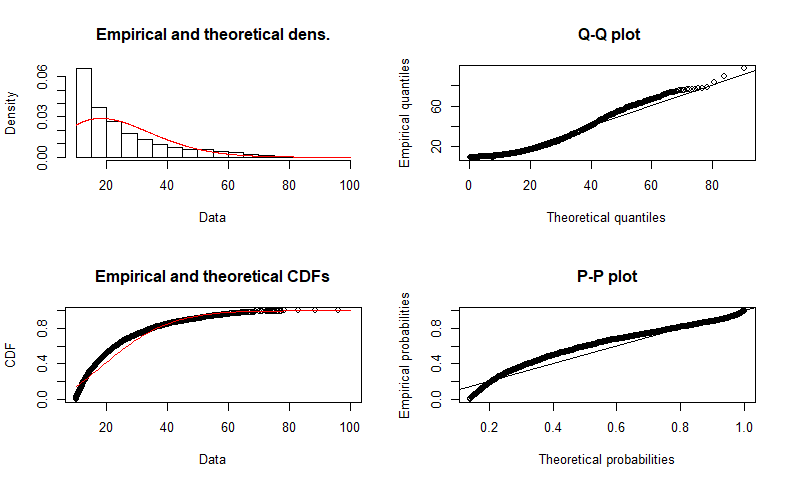 Empirical and theoretical dens.
Density
0.00 0.03 0.06
20 40 60 80 100
Data
Q-Q plot
Empirical quantiles
20 60
0 20 40 60 80
Theoretical quantiles
Empirical and theoretical CDFs
CDF
0.0 0.4 0.8
20 40 60 80 100
Data
P-P plot
Empirical probabilities
0.0 0.4 0.8
0.2 0.4 0.6 0.8 1.0
Theoretical probabilities